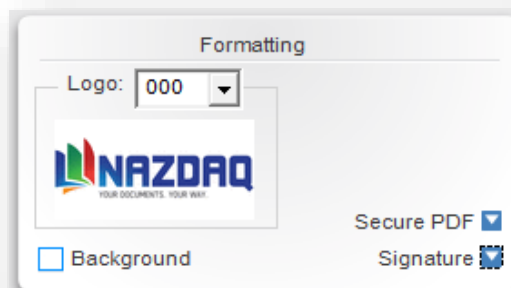 Formatting
Logo: 000
NAZDAQ
YOUR DOCUMENTS. YOUR WAY.
Secure PDF
Background
Signature